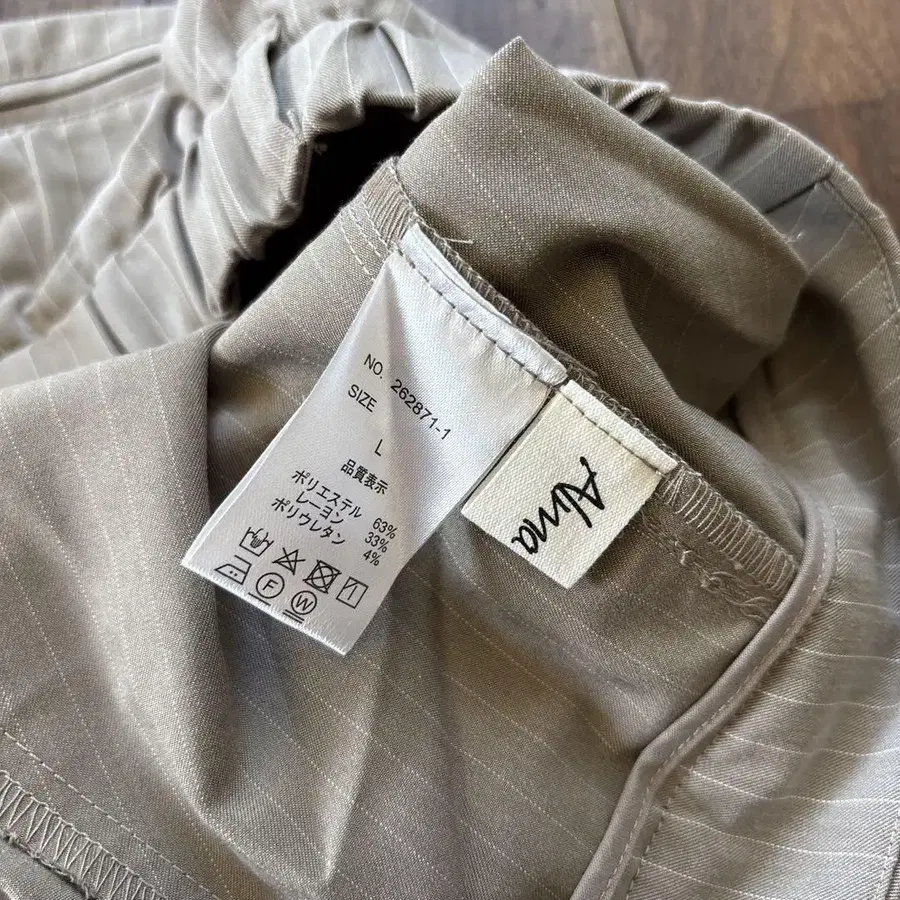 NO. 262871-1
SIZE
L
品質表示
ポリエステル 63%
レーヨン 33%
ポリウレタン 4%
F W
Alma